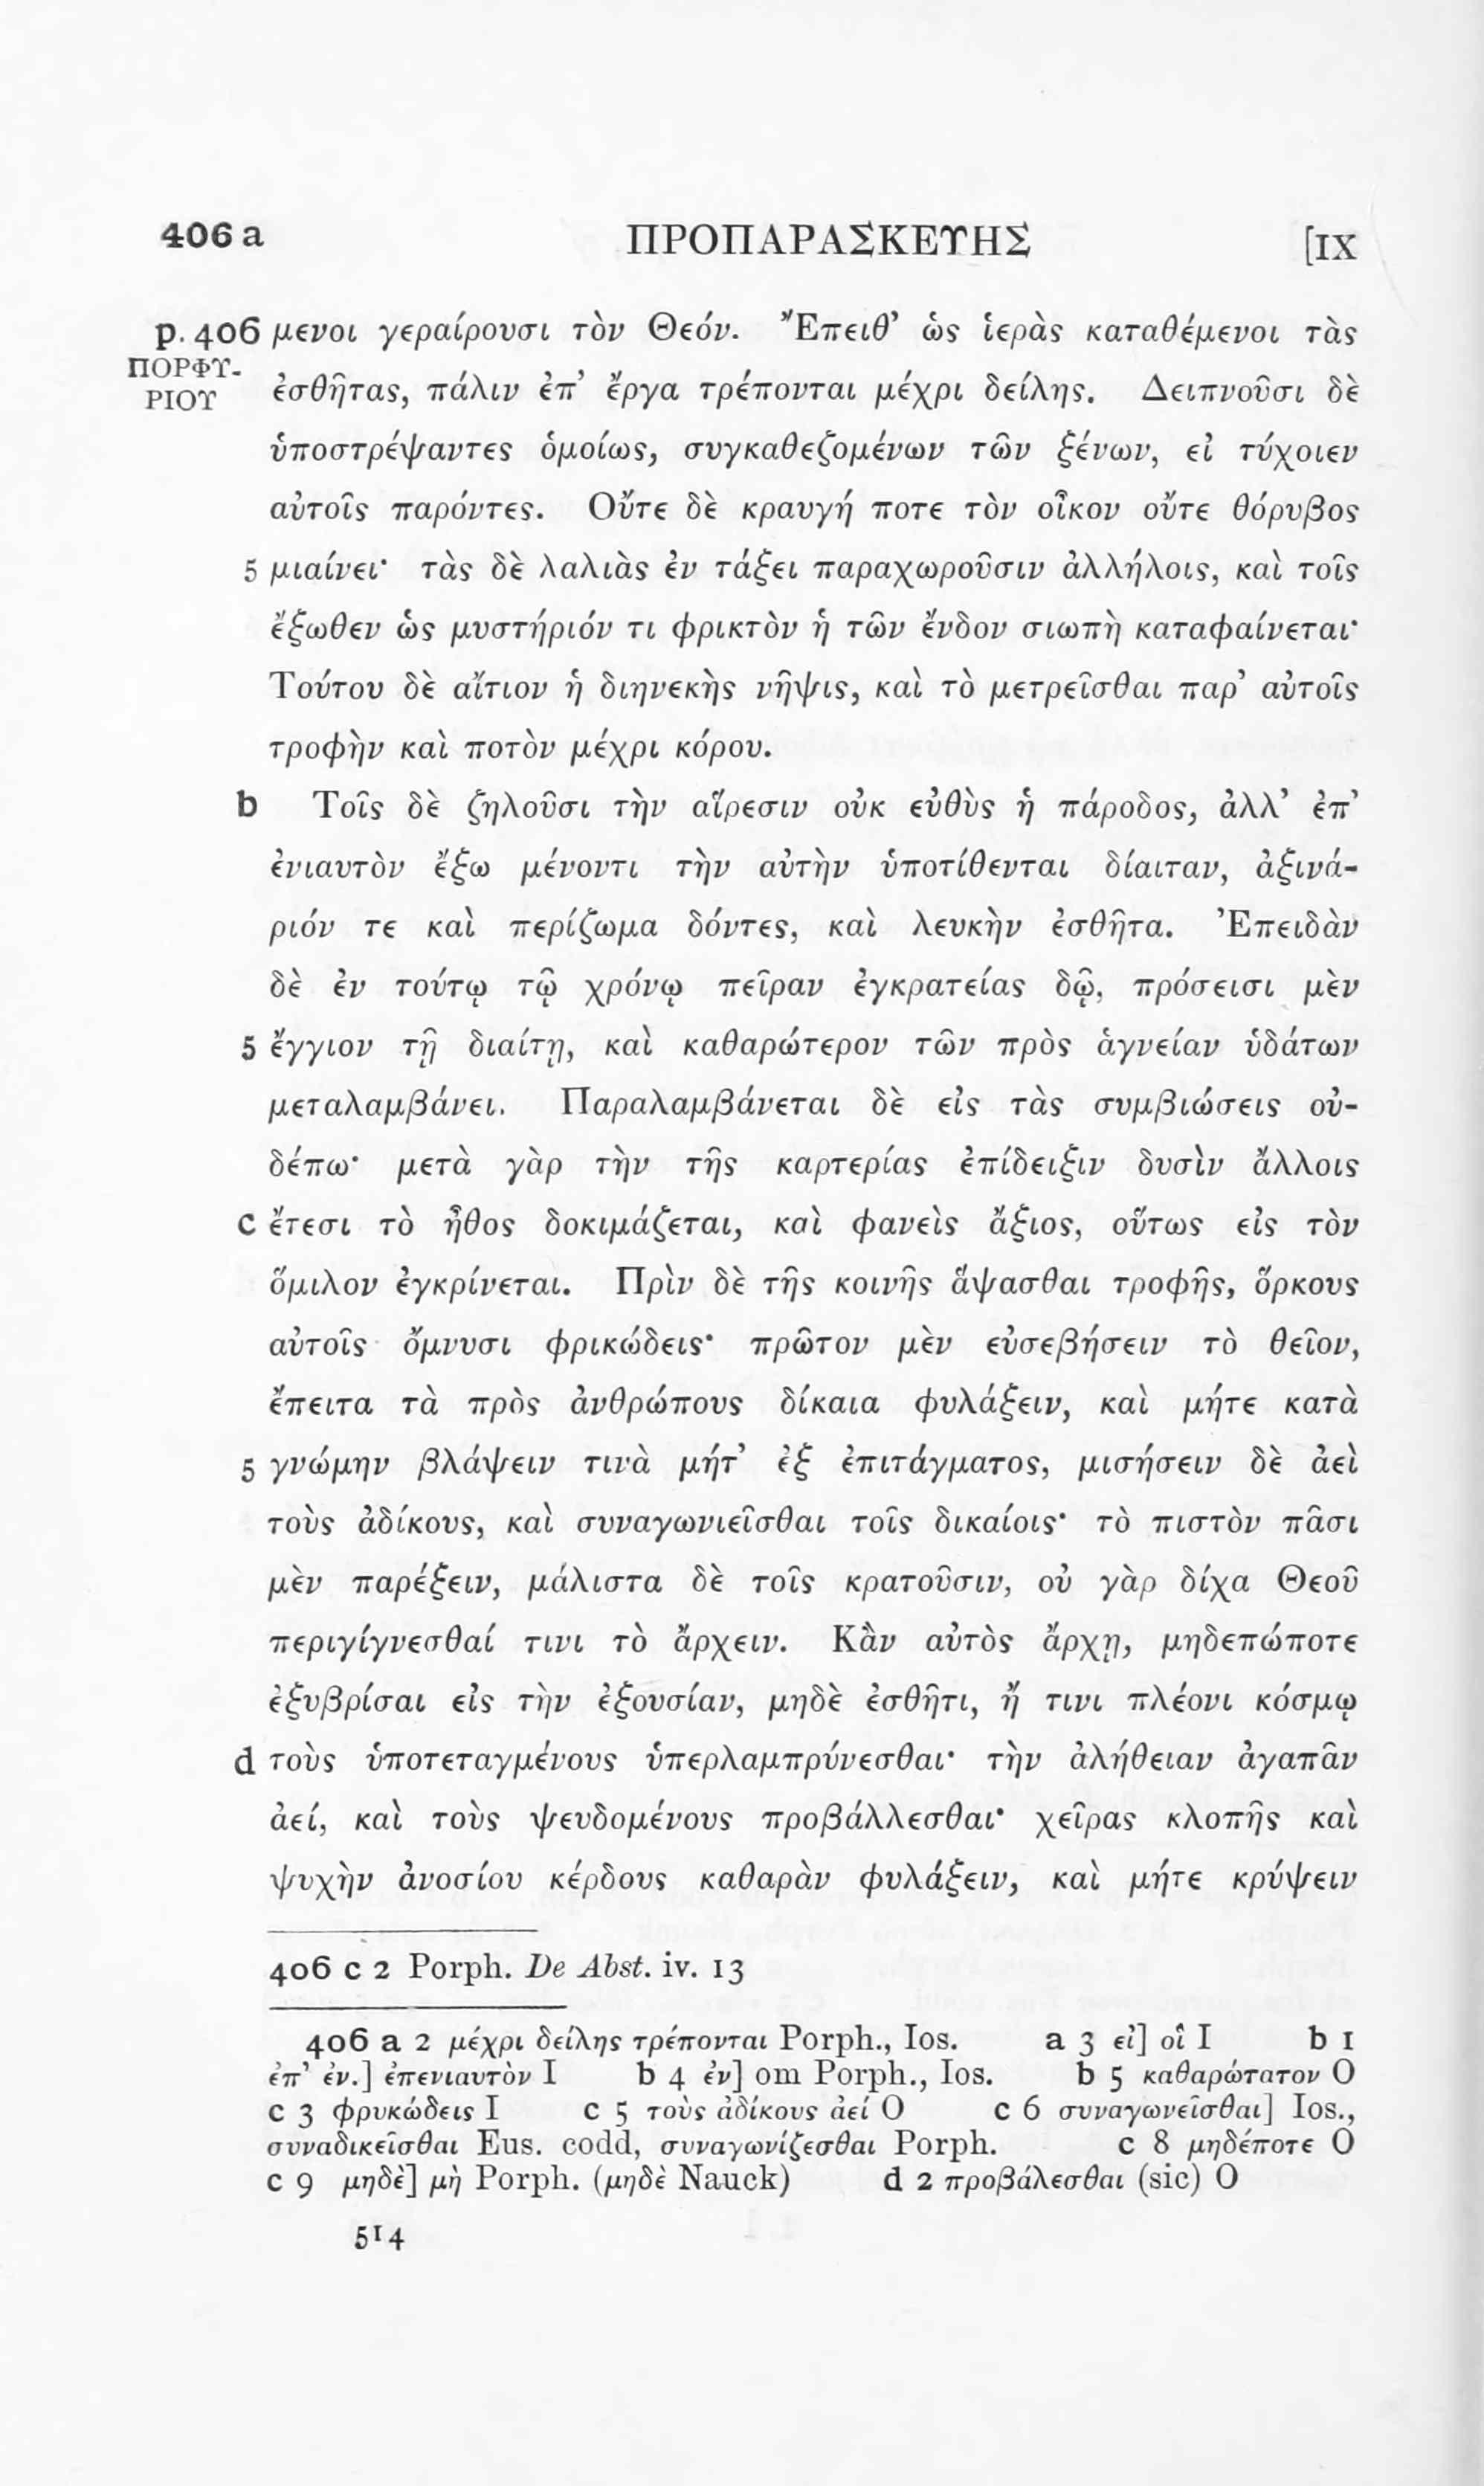 406 a ΠΡΟΠΑΡΑΣΚΕΥΗΣ [IX
p. 406 μενοι γεραίρουσι τὸν Θεόν. Ἔπειθ’ ὡς ἱερὰς καταθέμενοι τὰς
ΠΟΡΦΥ-
ΡΙΟΥ ἐσθῆτας, πάλιν ἐπ’ ἔργα τρέπονται μέχρι δείλης. Δειπνοῦσι δὲ
ὑποστρέψαντες ὁμοίως, συγκαθεζομένων τῶν ξένων, εἰ τύχοιεν
αὐτοῖς παρόντες. Οὔτε δὲ κραυγή ποτε τὸν οἶκον οὔτε θόρυβος
5 μιαίνει· τὰς δὲ λαλιὰς ἐν τάξει παραχωροῦσιν ἀλλήλοις, καὶ τοῖς
ἔξωθεν ὡς μυστήριόν τι φρικτὸν ἡ τῶν ἔνδον σιωπὴ καταφαίνεται·
Τούτου δὲ αἴτιον ἡ διηνεκὴς νῆψις, καὶ τὸ μετρεῖσθαι παρ’ αὐτοῖς
τροφὴν καὶ ποτὸν μέχρι κόρου.
b Τοῖς δὲ ζηλοῦσι τὴν αἵρεσιν οὐκ εὐθὺς ἡ πάροδος, ἀλλ’ ἐπ’
ἐνιαυτὸν ἔξω μένοντι τὴν αὐτὴν ὑποτίθενται δίαιταν, ἀξινά-
ριόν τε καὶ περίζωμα δόντες, καὶ λευκὴν ἐσθῆτα. Ἐπειδὰν
δὲ ἐν τούτῳ τῷ χρόνῳ πεῖραν ἐγκρατείας δῷ, πρόσεισι μὲν
5 ἔγγιον τῇ διαίτῃ, καὶ καθαρώτερον τῶν πρὸς ἁγνείαν ὑδάτων
μεταλαμβάνει. Παραλαμβάνεται δὲ εἰς τὰς συμβιώσεις οὐ-
δέπω· μετὰ γὰρ τὴν τῆς καρτερίας ἐπίδειξιν δυσὶν ἄλλοις
c ἔτεσι τὸ ἦθος δοκιμάζεται, καὶ φανεὶς ἄξιος, οὕτως εἰς τὸν
ὅμιλον ἐγκρίνεται. Πρὶν δὲ τῆς κοινῆς ἅψασθαι τροφῆς, ὅρκους
αὐτοῖς ὄμνυσι φρικώδεις· πρῶτον μὲν εὐσεβήσειν τὸ θεῖον,
ἔπειτα τὰ πρὸς ἀνθρώπους δίκαια φυλάξειν, καὶ μήτε κατὰ
5 γνώμην βλάψειν τινὰ μήτ’ ἐξ ἐπιτάγματος, μισήσειν δὲ ἀεὶ
τοὺς ἀδίκους, καὶ συναγωνιεῖσθαι τοῖς δικαίοις· τὸ πιστὸν πᾶσι
μὲν παρέξειν, μάλιστα δὲ τοῖς κρατοῦσιν, οὐ γὰρ δίχα Θεοῦ
περιγίγνεσθαί τινι τὸ ἄρχειν. Κἂν αὐτὸς ἄρχῃ, μηδεπώποτε
ἐξυβρίσαι εἰς τὴν ἐξουσίαν, μηδὲ ἐσθῆτι, ἤ τινι πλέονι κόσμῳ
d τοὺς ὑποτεταγμένους ὑπερλαμπρύνεσθαι· τὴν ἀλήθειαν ἀγαπᾶν
ἀεί, καὶ τοὺς ψευδομένους προβάλλεσθαι· χεῖρας κλοπῆς καὶ
ψυχὴν ἀνοσίου κέρδους καθαρὰν φυλάξειν, καὶ μήτε κρύψειν
406 c 2 Porph. De Abst. iv. 13
406 a 2 μέχρι δείλης τρέπονται Porph., Ios. a 3 εἰ] οἳ I b 1
ἐπ’ ἐν.] ἐπενιαυτὸν I b 4 ἐν] om Porph., Ios. b 5 καθαρώτατον O
c 3 φρυκώδεις I c 5 τοὺς ἀδίκους ἀεί O c 6 συναγωνεῖσθαι] Ios.,
συναδικεῖσθαι Eus. codd, συναγωνίζεσθαι Porph. c 8 μηδέποτε O
c 9 μηδὲ] μὴ Porph. (μηδὲ Nauck) d 2 προβάλεσθαι (sic) O
514